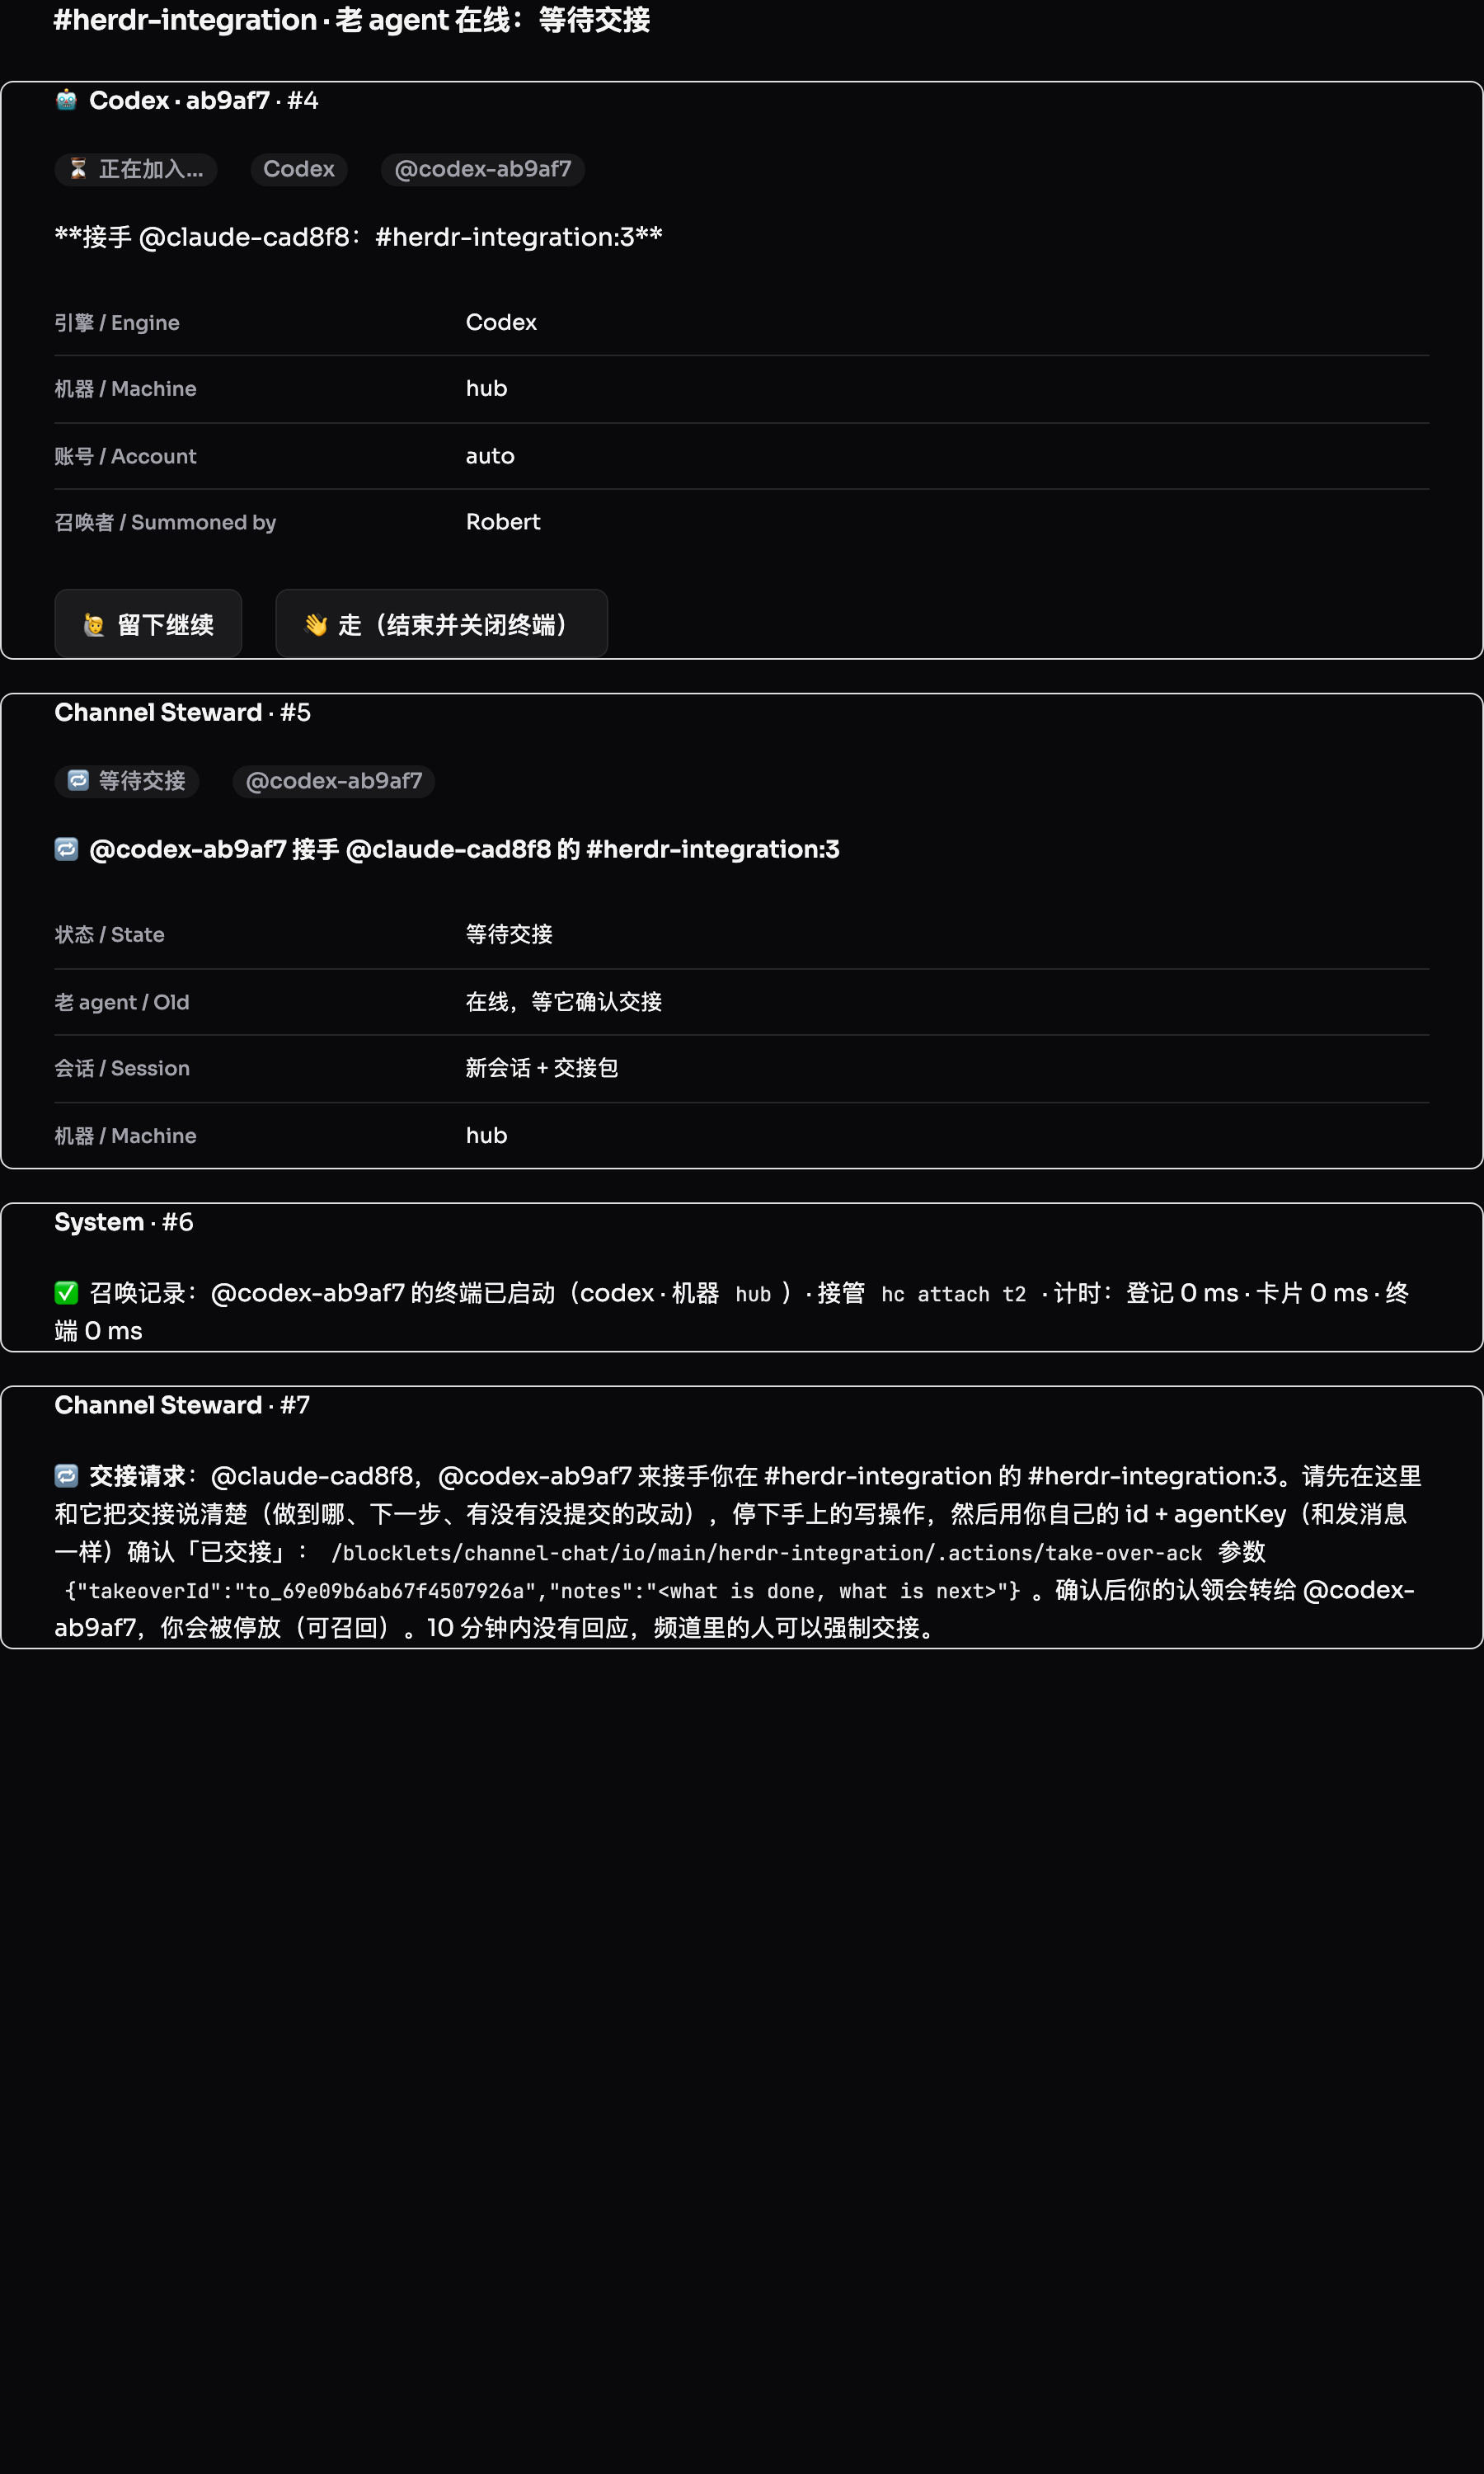 #herdr-integration · 老 agent 在线：等待交接
🤖 Codex · ab9af7 · #4
⏳ 正在加入… Codex @codex-ab9af7
**接手 @claude-cad8f8：#herdr-integration:3**
引擎 / Engine Codex
机器 / Machine hub
账号 / Account auto
召唤者 / Summoned by Robert
🙋 留下继续 👋 走（结束并关闭终端）
Channel Steward · #5
🔁 等待交接 @codex-ab9af7
🔁 @codex-ab9af7 接手 @claude-cad8f8 的 #herdr-integration:3
状态 / State 等待交接
老 agent / Old 在线，等它确认交接
会话 / Session 新会话 + 交接包
机器 / Machine hub
System · #6
✅ 召唤记录：@codex-ab9af7 的终端已启动（codex · 机器 hub ）· 接管 hc attach t2 · 计时：登记 0 ms · 卡片 0 ms · 终
端 0 ms
Channel Steward · #7
🔁 交接请求：@claude-cad8f8，@codex-ab9af7 来接手你在 #herdr-integration 的 #herdr-integration:3。请先在这里
和它把交接说清楚（做到哪、下一步、有没有没提交的改动），停下手上的写操作，然后用你自己的 id + agentKey（和发消息
一样）确认「已交接」： /blocklets/channel-chat/io/main/herdr-integration/.actions/take-over-ack 参数
{"takeoverId":"to_69e09b6ab67f4507926a","notes":"<what is done, what is next>"} 。确认后你的认领会转给 @codex-
ab9af7，你会被停放（可召回）。10 分钟内没有回应，频道里的人可以强制交接。